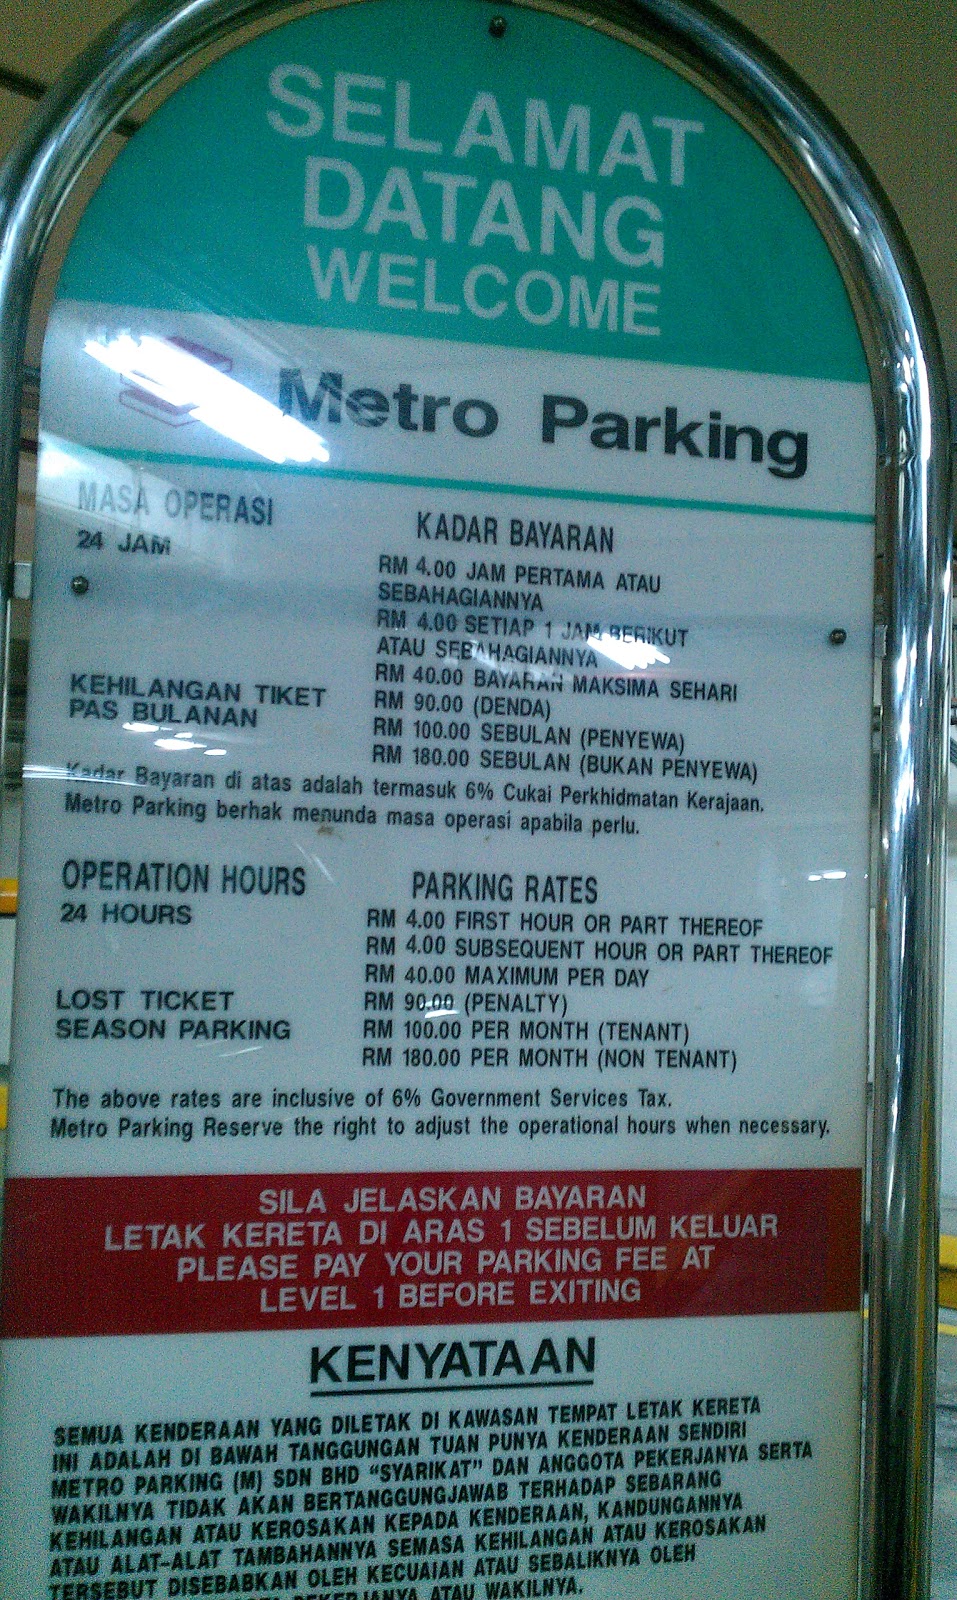 SELAMAT
DATANG
WELCOME
Metro Parking
MASA OPERASI
24 JAM
KADAR BAYARAN
RM 4.00 JAM PERTAMA ATAU
SEBAHAGIANNYA
RM 4.00 SETIAP 1 JAM BERIKUT
ATAU SEBAHAGIANNYA
RM 40.00 BAYARAN MAKSIMA SEHARI
KEHILANGAN TIKET RM 90.00 (DENDA)
PAS BULANAN RM 100.00 SEBULAN (PENYEWA)
RM 180.00 SEBULAN (BUKAN PENYEWA)
Kadar Bayaran di atas adalah termasuk 6% Cukai Perkhidmatan Kerajaan.
Metro Parking berhak menunda masa operasi apabila perlu.
OPERATION HOURS
24 HOURS
PARKING RATES
RM 4.00 FIRST HOUR OR PART THEREOF
RM 4.00 SUBSEQUENT HOUR OR PART THEREOF
RM 40.00 MAXIMUM PER DAY
LOST TICKET RM 90.00 (PENALTY)
SEASON PARKING RM 100.00 PER MONTH (TENANT)
RM 180.00 PER MONTH (NON TENANT)
The above rates are inclusive of 6% Government Services Tax.
Metro Parking Reserve the right to adjust the operational hours when necessary.
SILA JELASKAN BAYARAN
LETAK KERETA DI ARAS 1 SEBELUM KELUAR
PLEASE PAY YOUR PARKING FEE AT
LEVEL 1 BEFORE EXITING
KENYATAAN
SEMUA KENDERAAN YANG DILETAK DI KAWASAN TEMPAT LETAK KERETA
INI ADALAH DI BAWAH TANGGUNGAN TUAN PUNYA KENDERAAN SENDIRI
METRO PARKING (M) SDN BHD “SYARIKAT” DAN ANGGOTA PEKERJANYA SERTA
WAKILNYA TIDAK AKAN BERTANGGUNGJAWAB TERHADAP SEBARANG
KEHILANGAN ATAU KEROSAKAN KEPADA KENDERAAN, KANDUNGANNYA
ATAU ALAT-ALAT TAMBAHANNYA SEMASA KEHILANGAN ATAU KEROSAKAN
TERSEBUT DISEBABKAN OLEH KECUAIAN ATAU SEBALIKNYA OLEH
PEKERJANYA ATAU WAKILNYA.